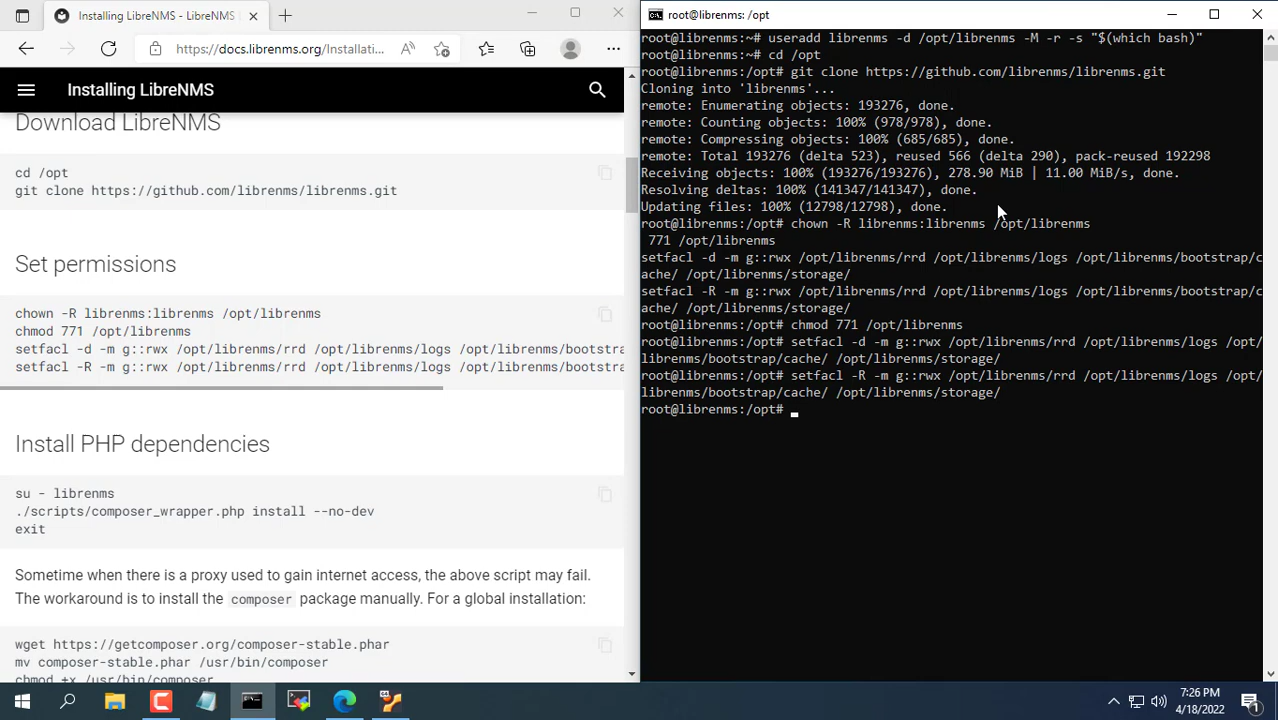 Installing LibreNMS - LibreNMS
https://docs.librenms.org/Installati
Installing LibreNMS
Download LibreNMS
cd /opt
git clone https://github.com/librenms/librenms.git
Set permissions
chown -R librenms:librenms /opt/librenms
chmod 771 /opt/librenms
setfacl -d -m g::rwx /opt/librenms/rrd /opt/librenms/logs /opt/librenms/bootstra
setfacl -R -m g::rwx /opt/librenms/rrd /opt/librenms/logs /opt/librenms/bootstra
Install PHP dependencies
su - librenms
./scripts/composer_wrapper.php install --no-dev
exit
Sometime when there is a proxy used to gain internet access, the above script may fail.
The workaround is to install the composer package manually. For a global installation:
wget https://getcomposer.org/composer-stable.phar
mv composer-stable.phar /usr/bin/composer
chmod +x /usr/bin/composer
root@librenms: /opt
root@librenms:~# useradd librenms -d /opt/librenms -M -r -s "$(which bash)"
root@librenms:~# cd /opt
root@librenms:/opt# git clone https://github.com/librenms/librenms.git
Cloning into 'librenms'...
remote: Enumerating objects: 193276, done.
remote: Counting objects: 100% (978/978), done.
remote: Compressing objects: 100% (685/685), done.
remote: Total 193276 (delta 523), reused 566 (delta 290), pack-reused 192298
Receiving objects: 100% (193276/193276), 278.90 MiB | 11.00 MiB/s, done.
Resolving deltas: 100% (141347/141347), done.
Updating files: 100% (12798/12798), done.
root@librenms:/opt# chown -R librenms:librenms /opt/librenms
 771 /opt/librenms
setfacl -d -m g::rwx /opt/librenms/rrd /opt/librenms/logs /opt/librenms/bootstrap/c
ache/ /opt/librenms/storage/
setfacl -R -m g::rwx /opt/librenms/rrd /opt/librenms/logs /opt/librenms/bootstrap/c
ache/ /opt/librenms/storage/
root@librenms:/opt# chmod 771 /opt/librenms
root@librenms:/opt# setfacl -d -m g::rwx /opt/librenms/rrd /opt/librenms/logs /opt/
librenms/bootstrap/cache/ /opt/librenms/storage/
root@librenms:/opt# setfacl -R -m g::rwx /opt/librenms/rrd /opt/librenms/logs /opt/
librenms/bootstrap/cache/ /opt/librenms/storage/
root@librenms:/opt#
7:26 PM
4/18/2022
1